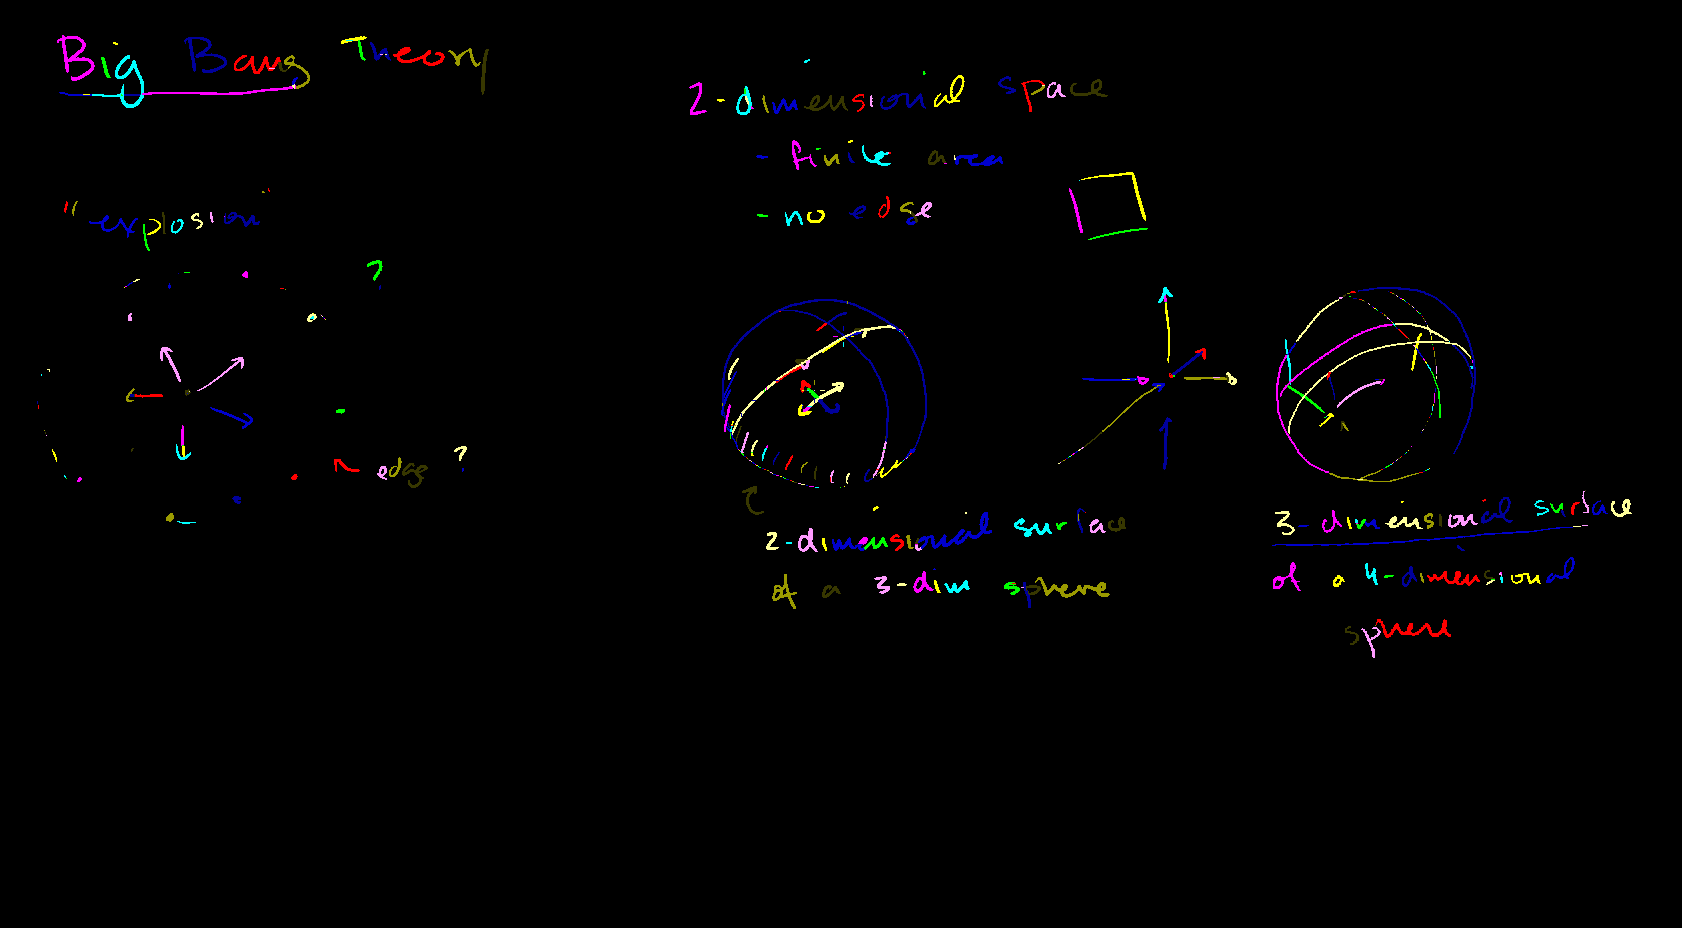 Big Bang Theory
"explosion"
?
edge ?
2-dimensional space
- finite area
- no edge
2-dimensional surface
of a 3-dim sphere
3-dimensional surface
of a 4-dimensional
sphere